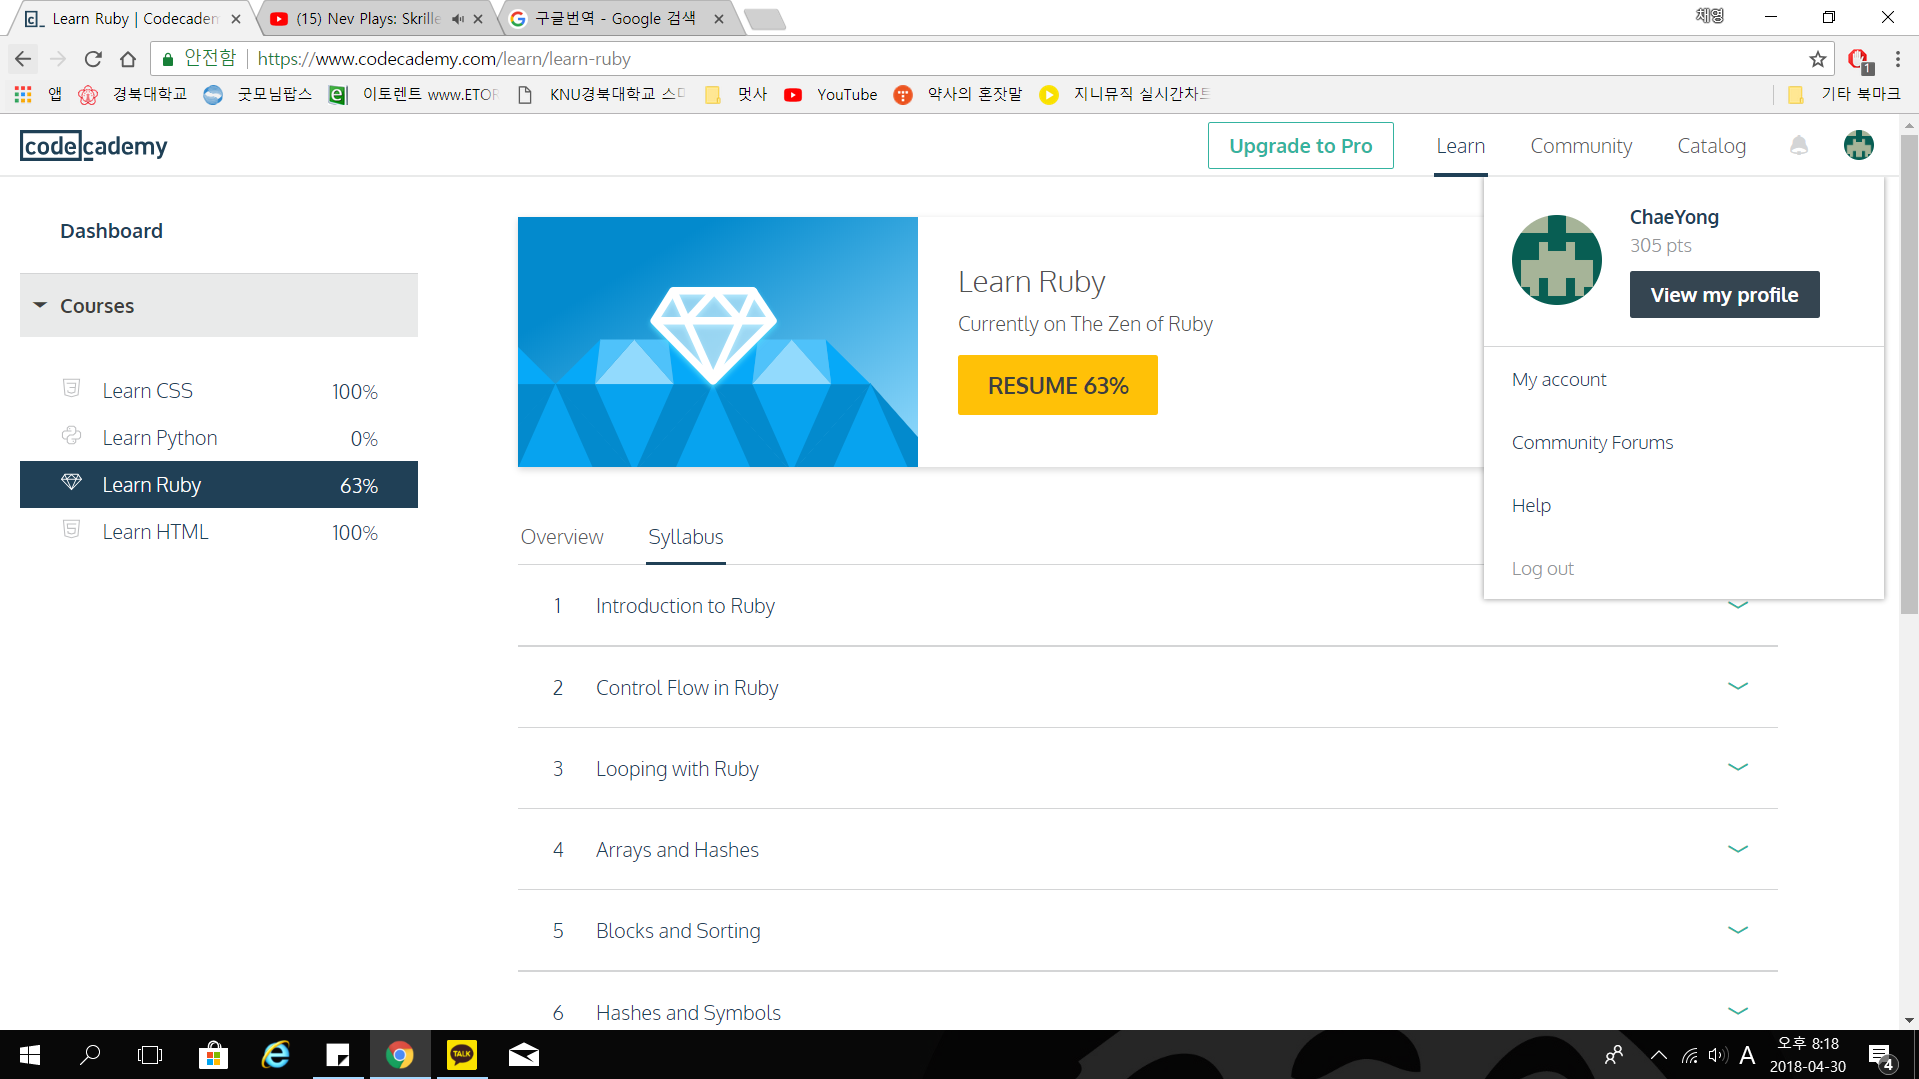 Learn Ruby | Codecadem
(15) Nev Plays: Skrille
구글번역 - Google 검색
채영
안전함
https://www.codecademy.com/learn/learn-ruby
1
앱
경북대학교
굿모님팝스
이토렌트 www.ETOR
KNU경북대학교 스마
멋사
YouTube
약사의 혼잣말
지니뮤직 실시간차트
기타 북마크
codecademy
Upgrade to Pro
Learn
Community
Catalog
Dashboard
Courses
Learn CSS 100%
Learn Python 0%
Learn Ruby 63%
Learn HTML 100%
Learn Ruby
Currently on The Zen of Ruby
RESUME 63%
ChaeYong
305 pts
View my profile
My account
Community Forums
Help
Log out
Overview
Syllabus
1 Introduction to Ruby
2 Control Flow in Ruby
3 Looping with Ruby
4 Arrays and Hashes
5 Blocks and Sorting
6 Hashes and Symbols
TALK
A
오후 8:18
2018-04-30
4